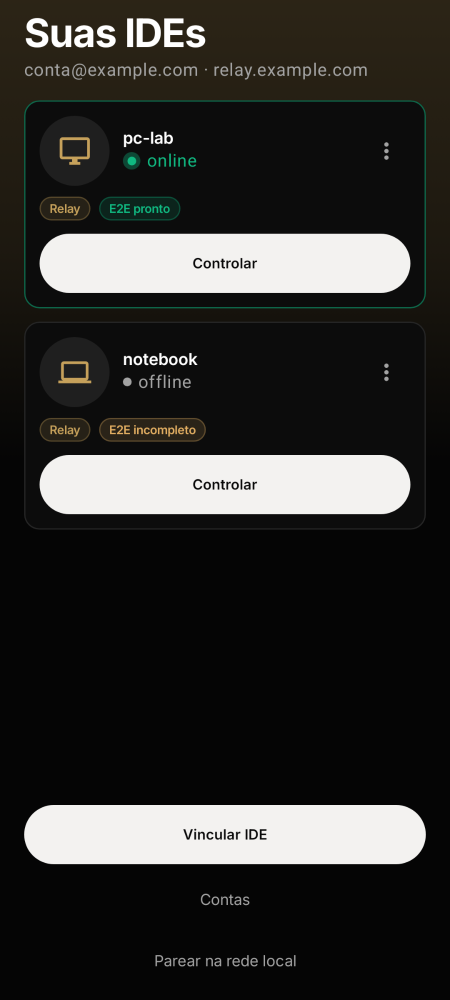 Suas IDEs
conta@example.com · relay.example.com
pc-lab
online
Relay E2E pronto
Controlar
notebook
offline
Relay E2E incompleto
Controlar
Vincular IDE
Contas
Parear na rede local